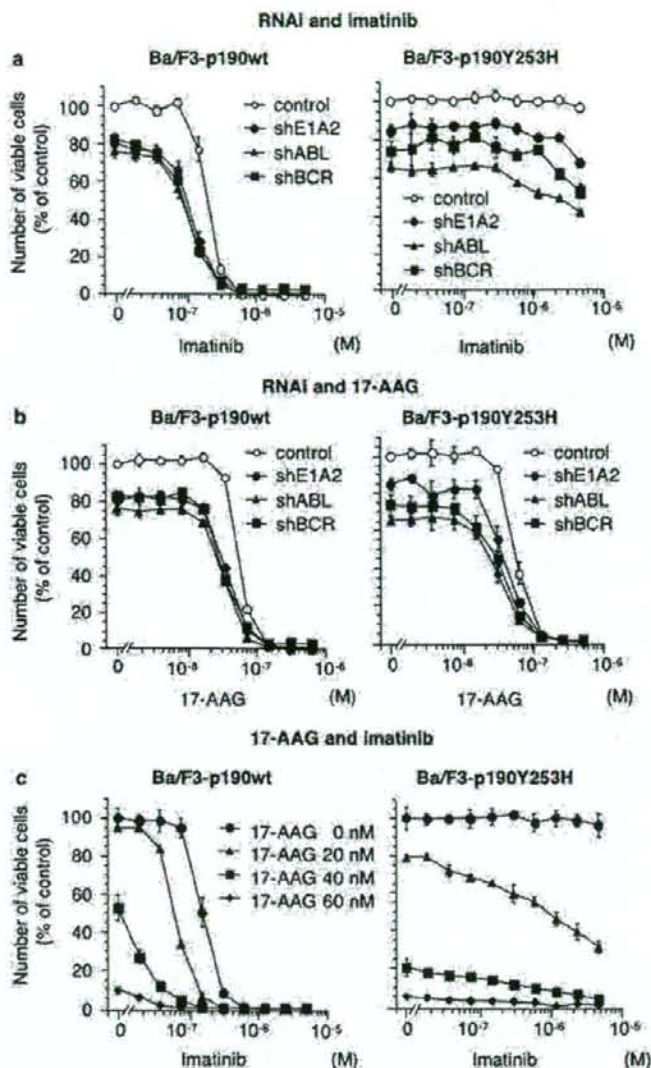 RNAi and Imatinib
a
Ba/F3-p190wt
Ba/F3-p190Y253H
Number of viable cells
(% of control)
100
80
60
40
20
0
control
shE1A2
shABL
shBCR
control
shE1A2
shABL
shBCR
0 10⁻⁷ 10⁻⁶ 10⁻⁵
Imatinib (M)
0 10⁻⁷ 10⁻⁶ 10⁻⁵
Imatinib (M)
RNAi and 17-AAG
b
Ba/F3-p190wt
Ba/F3-p190Y253H
Number of viable cells
(% of control)
100
80
60
40
20
0
control
shE1A2
shABL
shBCR
control
shE1A2
shABL
shBCR
0 10⁻⁸ 10⁻⁷ 10⁻⁶
17-AAG (M)
0 10⁻⁸ 10⁻⁷ 10⁻⁶
17-AAG (M)
17-AAG and imatinib
c
Ba/F3-p190wt
Ba/F3-p190Y253H
Number of viable cells
(% of control)
100
80
60
40
20
0
17-AAG 0 nM
17-AAG 20 nM
17-AAG 40 nM
17-AAG 60 nM
0 10⁻⁷ 10⁻⁶ 10⁻⁵
Imatinib (M)
0 10⁻⁷ 10⁻⁶ 10⁻⁵
Imatinib (M)